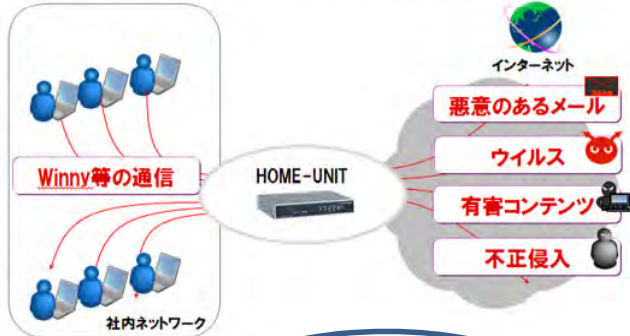 インターネット
悪意のあるメール
ウイルス
Winny等の通信
HOME-UNIT
有害コンテンツ
不正侵入
社内ネットワーク